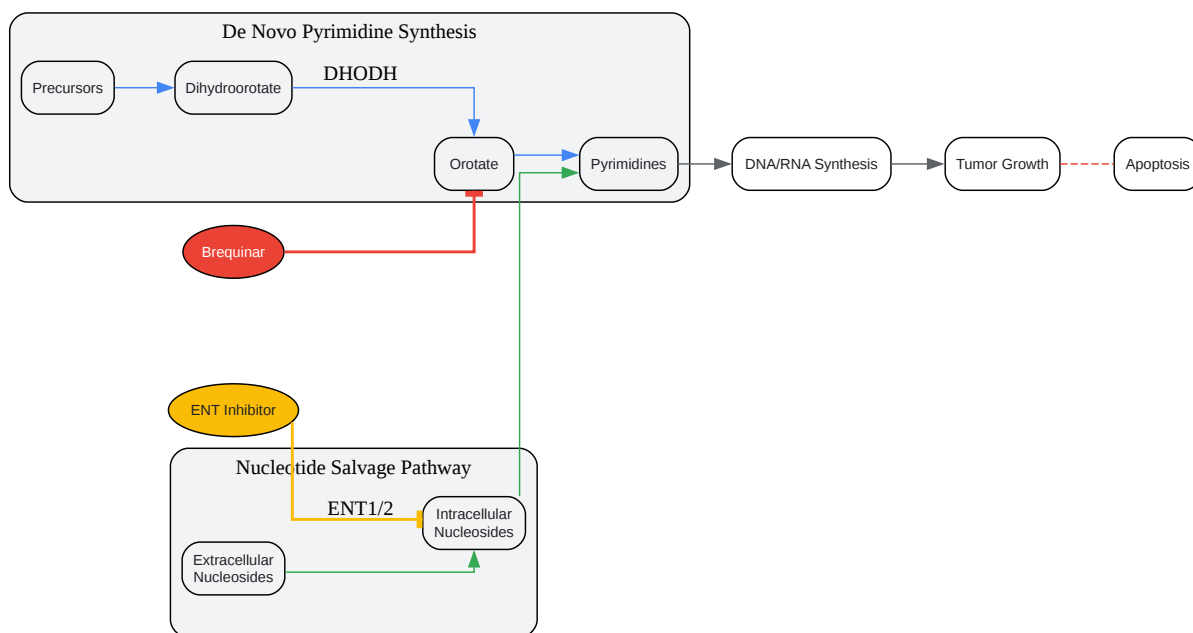 De Novo Pyrimidine Synthesis
DHODH
Precursors
Dihydroorotate
Orotate
Pyrimidines
DNA/RNA Synthesis
Tumor Growth
Apoptosis
Brequinar
ENT Inhibitor
Nucleotide Salvage Pathway
ENT1/2
Intracellular
Nucleosides
Extracellular
Nucleosides